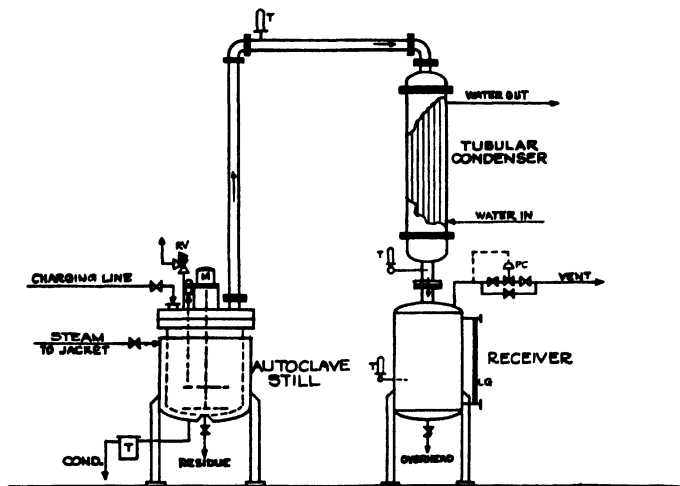 T
WATER OUT
TUBULAR
CONDENSER
WATER IN
RV
M
T
PC
CHARGING LINE
VENT
STEAM
TO JACKET
AUTOCLAVE
STILL
RECEIVER
T
LG
T
COND.
RESIDUE
OVERHEAD